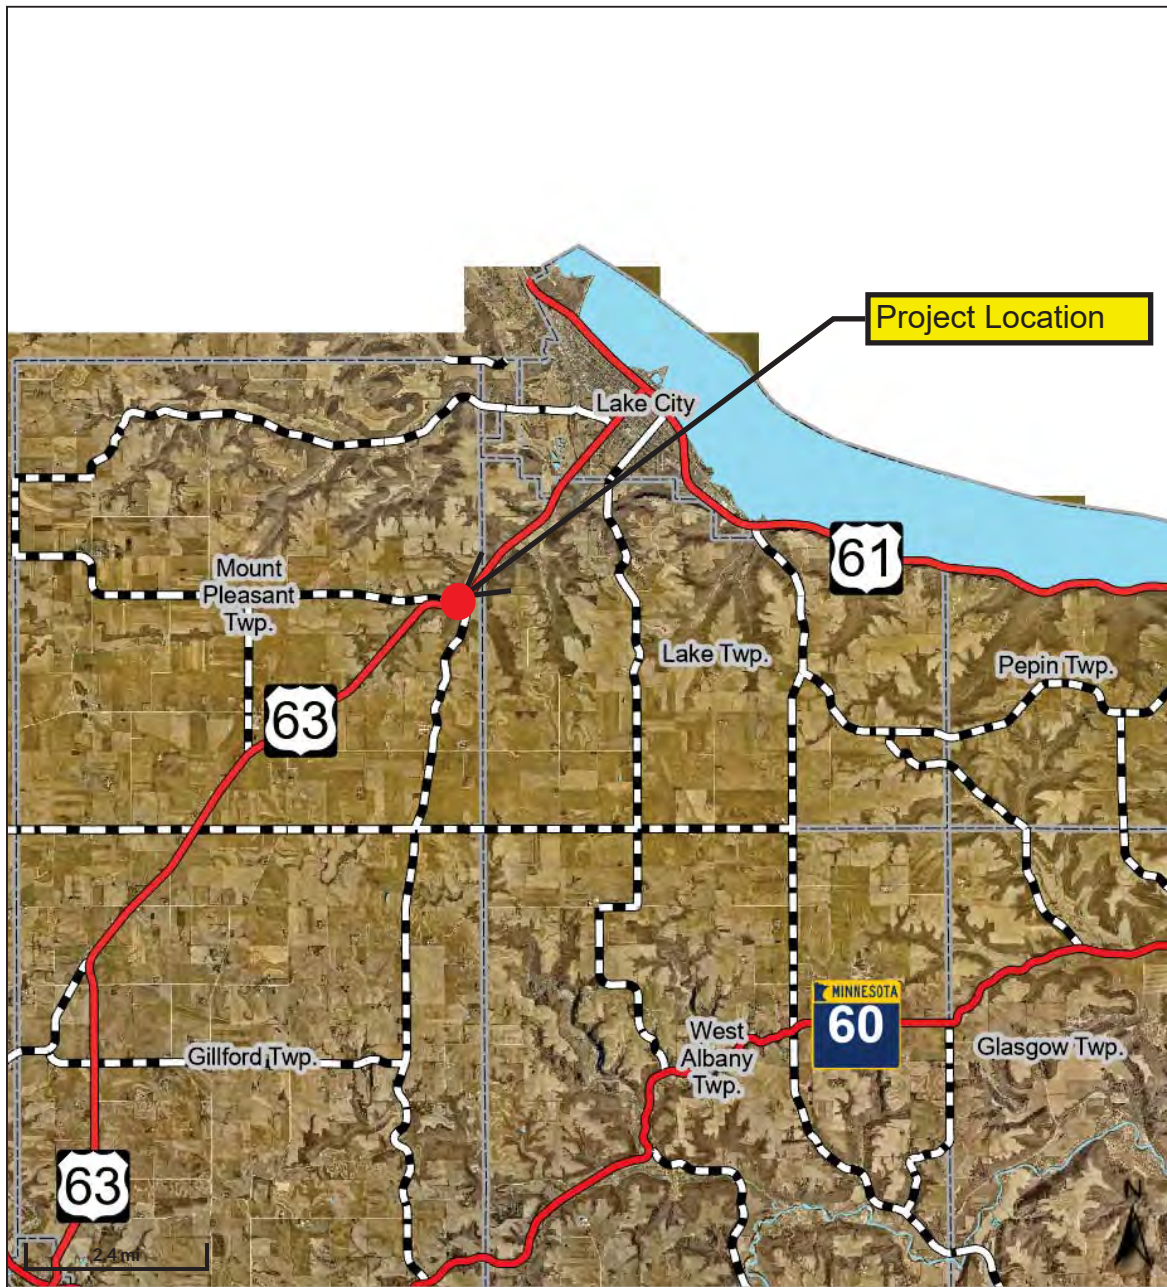 Project Location
Lake City
61
Mount
Pleasant
Twp.
Lake Twp.
Pepin Twp.
63
MINNESOTA
60
West
Albany
Twp.
Gillford Twp.
Glasgow Twp.
63
N
2.4 mi